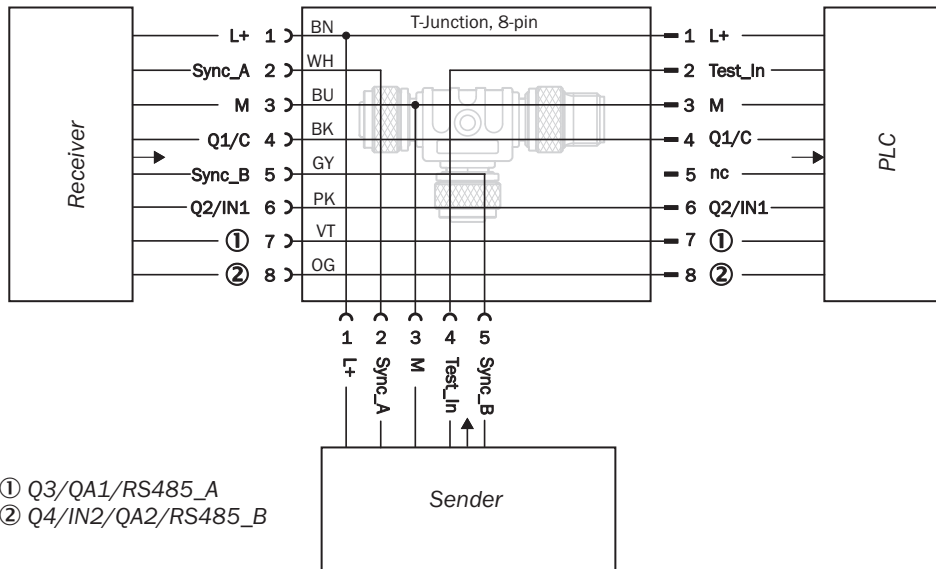 T-Junction, 8-pin
L+ 1 BN 1 L+
Sync_A 2 WH 2 Test_In
M 3 BU 3 M
Q1/C 4 BK 4 Q1/C
Sync_B 5 GY 5 nc
Q2/IN1 6 PK 6 Q2/IN1
① 7 VT 7 ①
② 8 OG 8 ②
Receiver
PLC
1 2 3 4 5
L+ Sync_A M Test_In Sync_B
Sender
① Q3/QA1/RS485_A
② Q4/IN2/QA2/RS485_B